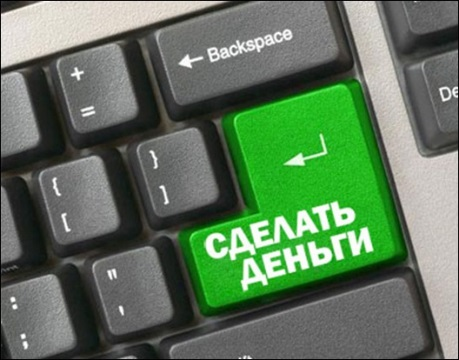 ← Backspace
+
=
De
}
]
{
[
СДЕЛАТЬ
ДЕНЬГИ
"
'
:
;